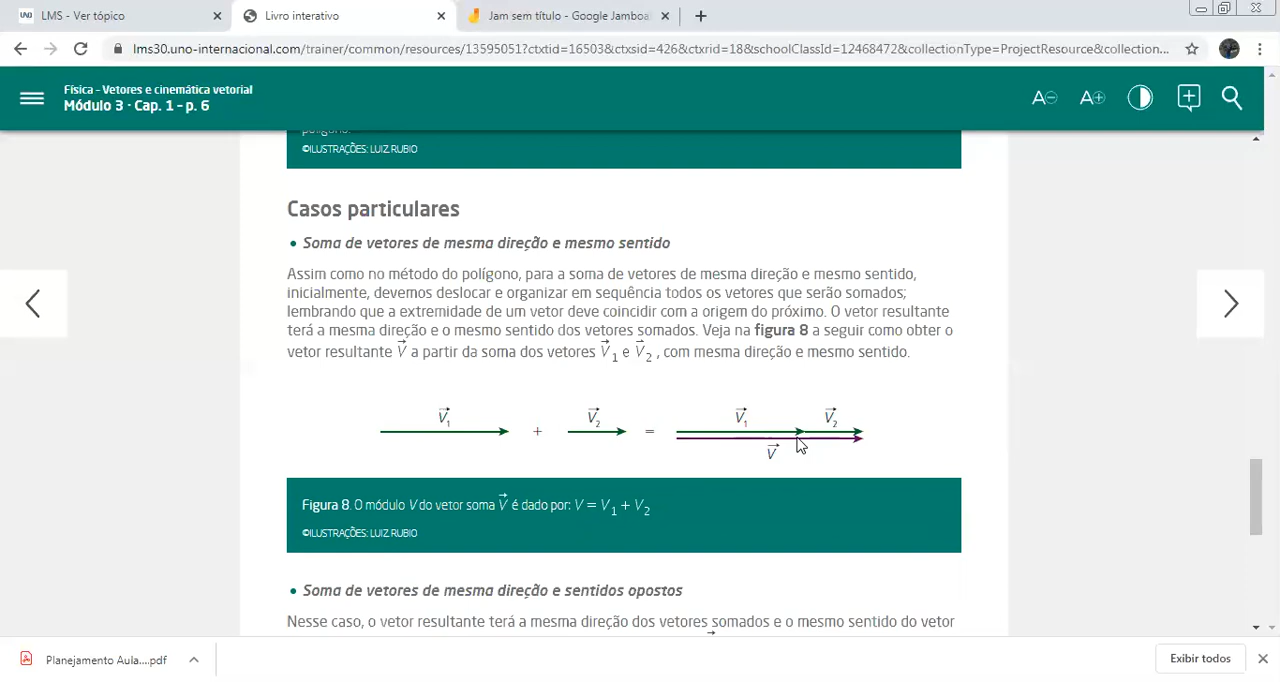 LMS - Ver tópico
Livro interativo
Jam sem título - Google Jamboa
lms30.uno-internacional.com/trainer/common/resources/13595051?ctxtid=16503&ctxsid=426&ctxrid=18&schoolClassId=12468472&collectionType=ProjectResource&collection...
Física - Vetores e cinemática vetorial
Módulo 3 · Cap. 1 - p. 6
A
A
polígono.
©ILUSTRAÇÕES: LUIZ RUBIO
Casos particulares
• Soma de vetores de mesma direção e mesmo sentido
Assim como no método do polígono, para a soma de vetores de mesma direção e mesmo sentido,
inicialmente, devemos deslocar e organizar em sequência todos os vetores que serão somados;
lembrando que a extremidade de um vetor deve coincidir com a origem do próximo. O vetor resultante
terá a mesma direção e o mesmo sentido dos vetores somados. Veja na figura 8 a seguir como obter o
vetor resultante V⃗ a partir da soma dos vetores V⃗1 e V⃗2 , com mesma direção e mesmo sentido.
V⃗1 + V⃗2 = V⃗1 V⃗2
V⃗
Figura 8. O módulo V do vetor soma V⃗ é dado por: V = V1 + V2
©ILUSTRAÇÕES: LUIZ RUBIO
• Soma de vetores de mesma direção e sentidos opostos
Nesse caso, o vetor resultante terá a mesma direção dos vetores somados e o mesmo sentido do vetor
Planejamento Aula....pdf
Exibir todos